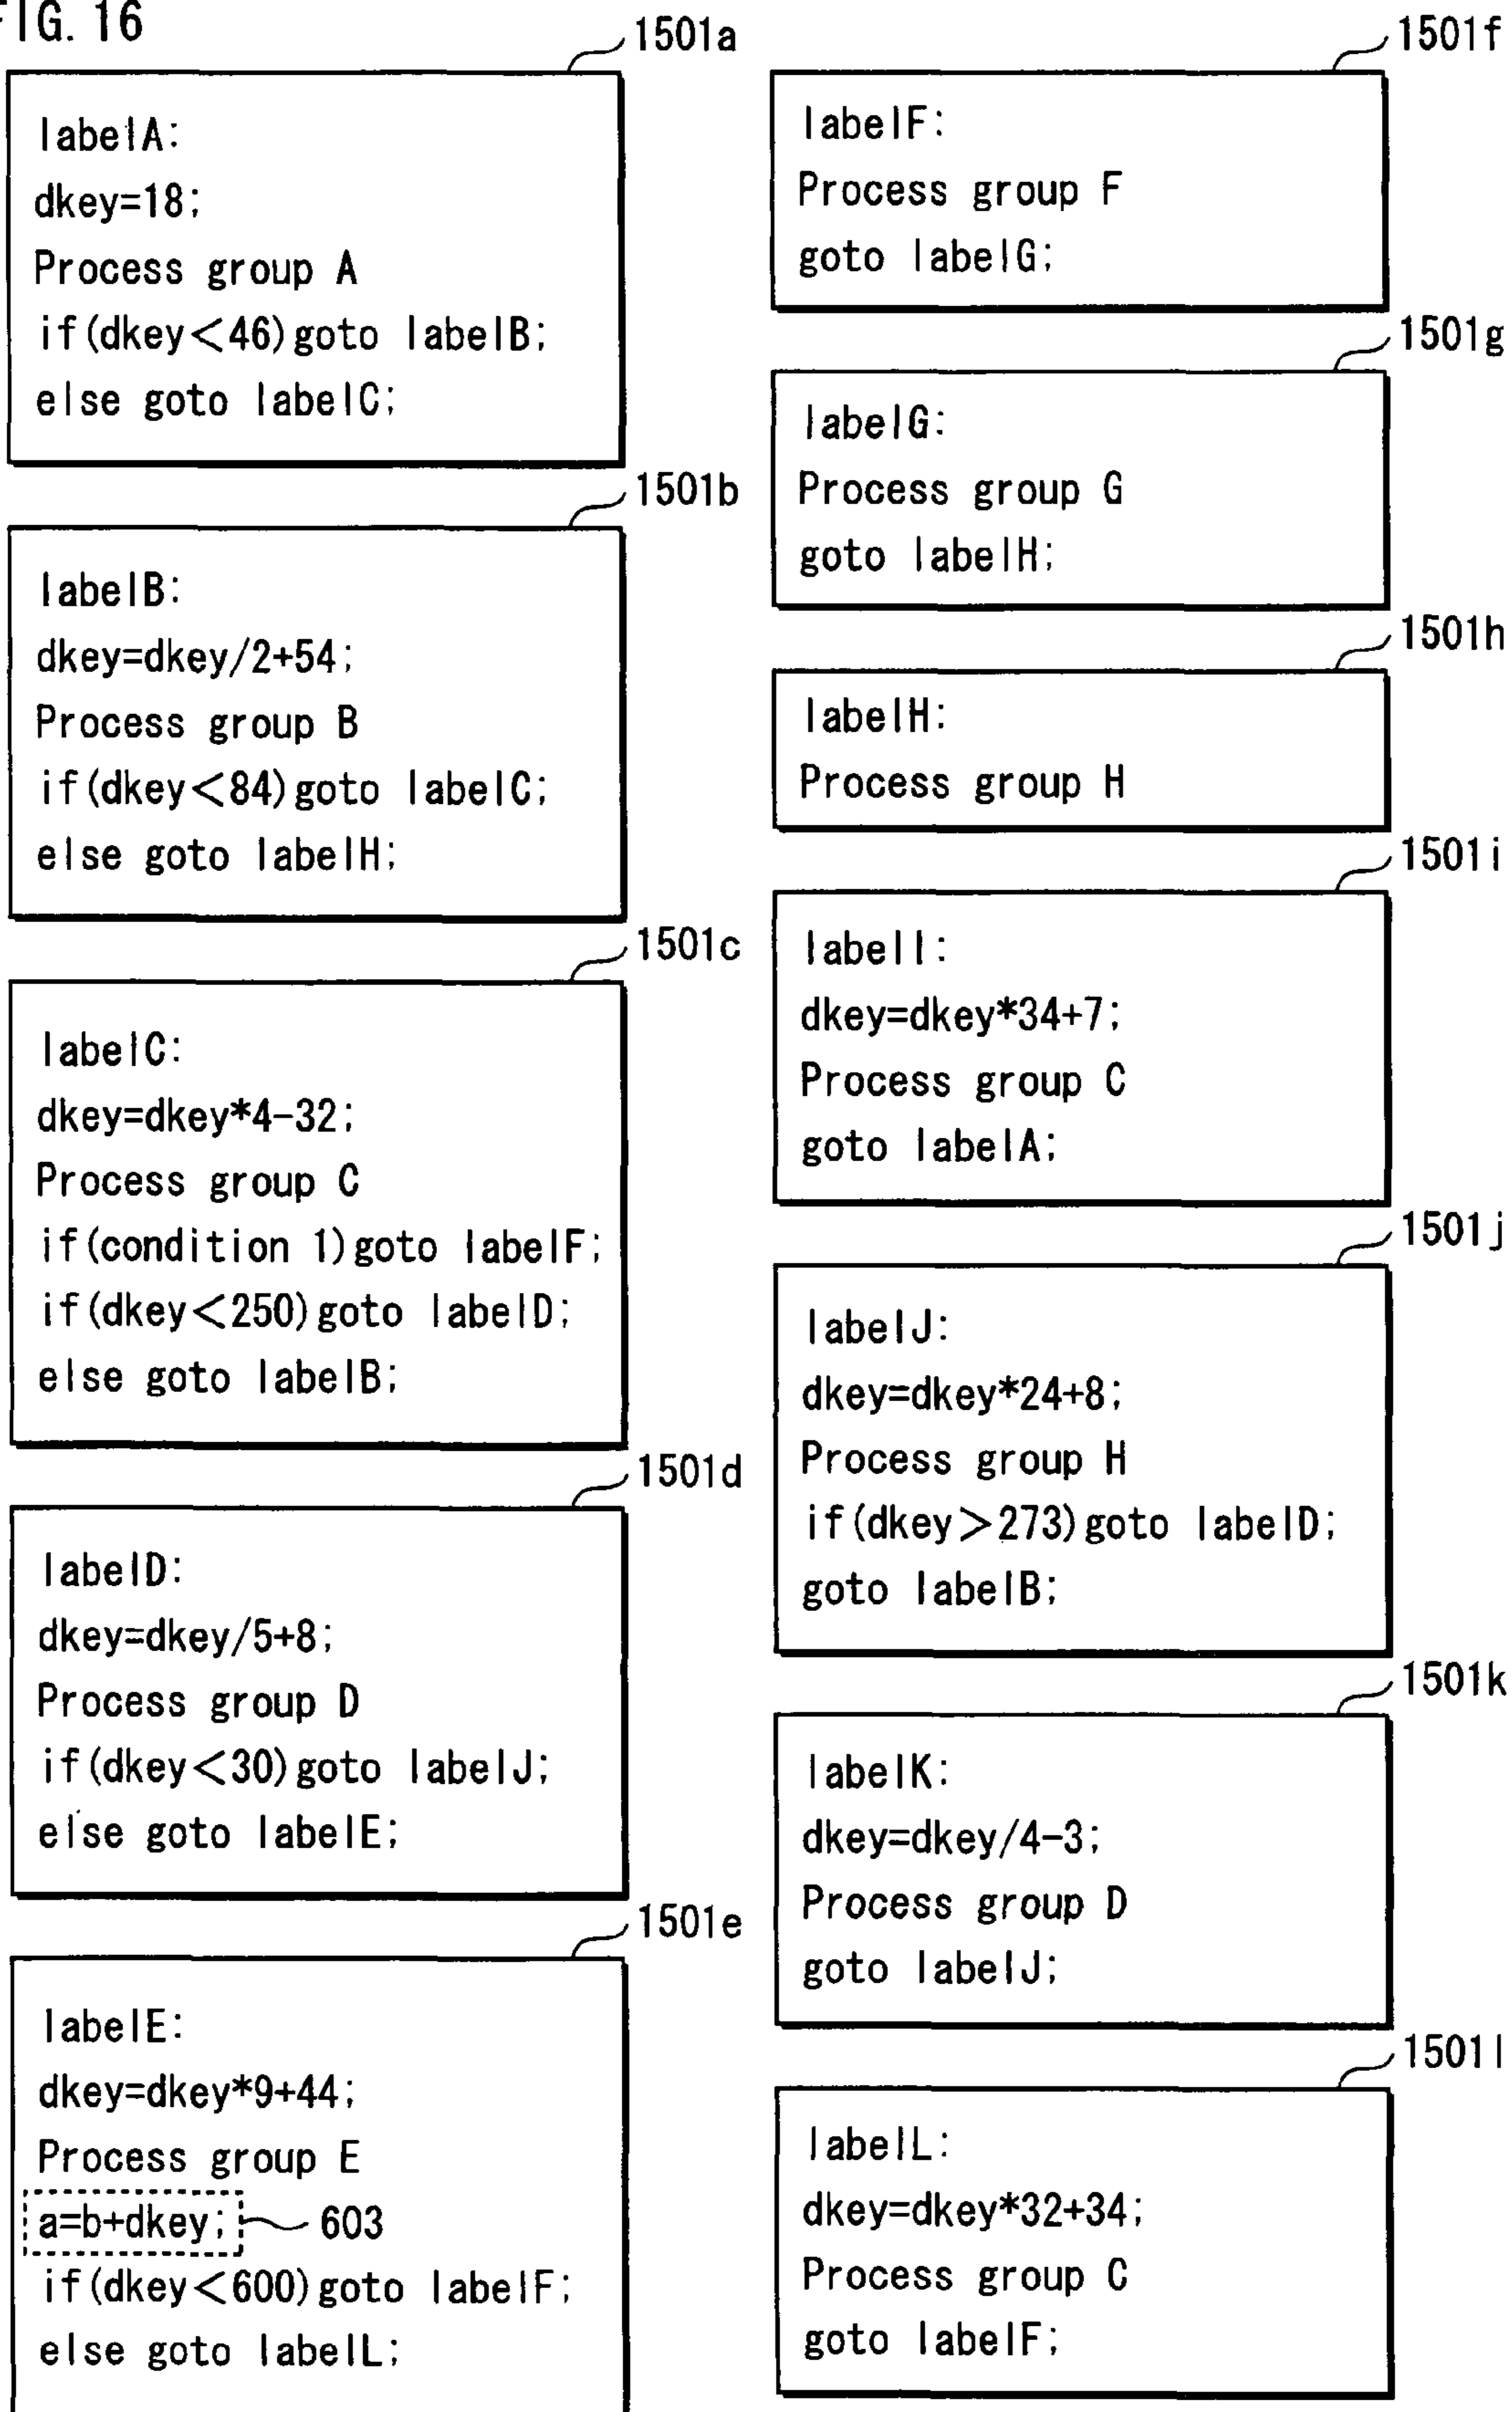 FIG. 16
1501a
labelA:
dkey=18;
Process group A
if(dkey<46)goto labelB;
else goto labelC;
1501b
labelB:
dkey=dkey/2+54;
Process group B
if(dkey<84)goto labelC;
else goto labelH;
1501c
labelC:
dkey=dkey*4-32;
Process group C
if(condition 1)goto labelF;
if(dkey<250)goto labelD;
else goto labelB;
1501d
labelD:
dkey=dkey/5+8;
Process group D
if(dkey<30)goto labelJ;
else goto labelE;
1501e
labelE:
dkey=dkey*9+44;
Process group E
a=b+dkey; 603
if(dkey<600)goto labelF;
else goto labelL;
1501f
labelF:
Process group F
goto labelG;
1501g
labelG:
Process group G
goto labelH;
1501h
labelH:
Process group H
1501i
labelI:
dkey=dkey*34+7;
Process group C
goto labelA;
1501j
labelJ:
dkey=dkey*24+8;
Process group H
if(dkey>273)goto labelD;
goto labelB;
1501k
labelK:
dkey=dkey/4-3;
Process group D
goto labelJ;
1501l
labelL:
dkey=dkey*32+34;
Process group C
goto labelF;